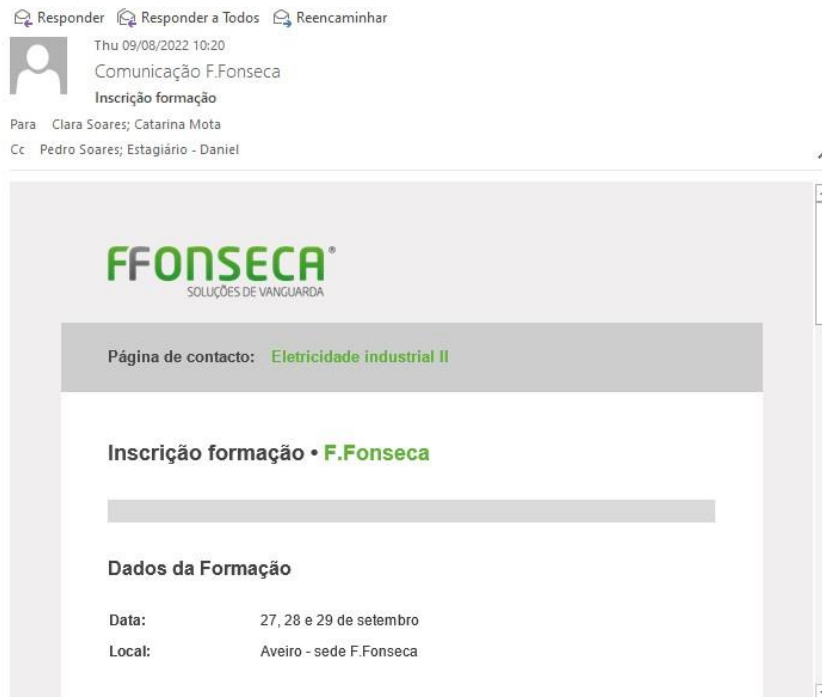 Responder Responder a Todos Reencaminhar
Thu 09/08/2022 10:20
Comunicação F.Fonseca
Inscrição formação
Para Clara Soares; Catarina Mota
Cc Pedro Soares; Estagiário - Daniel
FFONSECA®
SOLUÇÕES DE VANGUARDA
Página de contacto: Eletricidade industrial II
Inscrição formação • F.Fonseca
Dados da Formação
Data: 27, 28 e 29 de setembro
Local: Aveiro - sede F.Fonseca